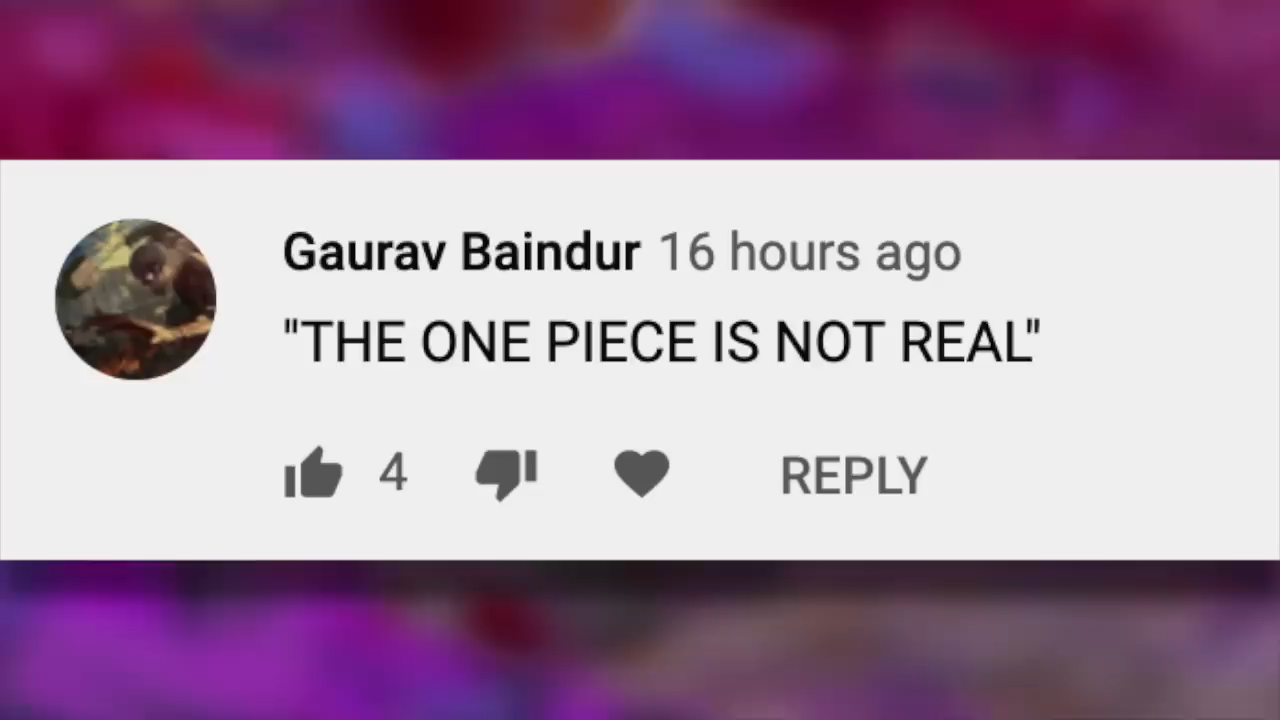 Gaurav Baindur 16 hours ago
"THE ONE PIECE IS NOT REAL"
4 REPLY